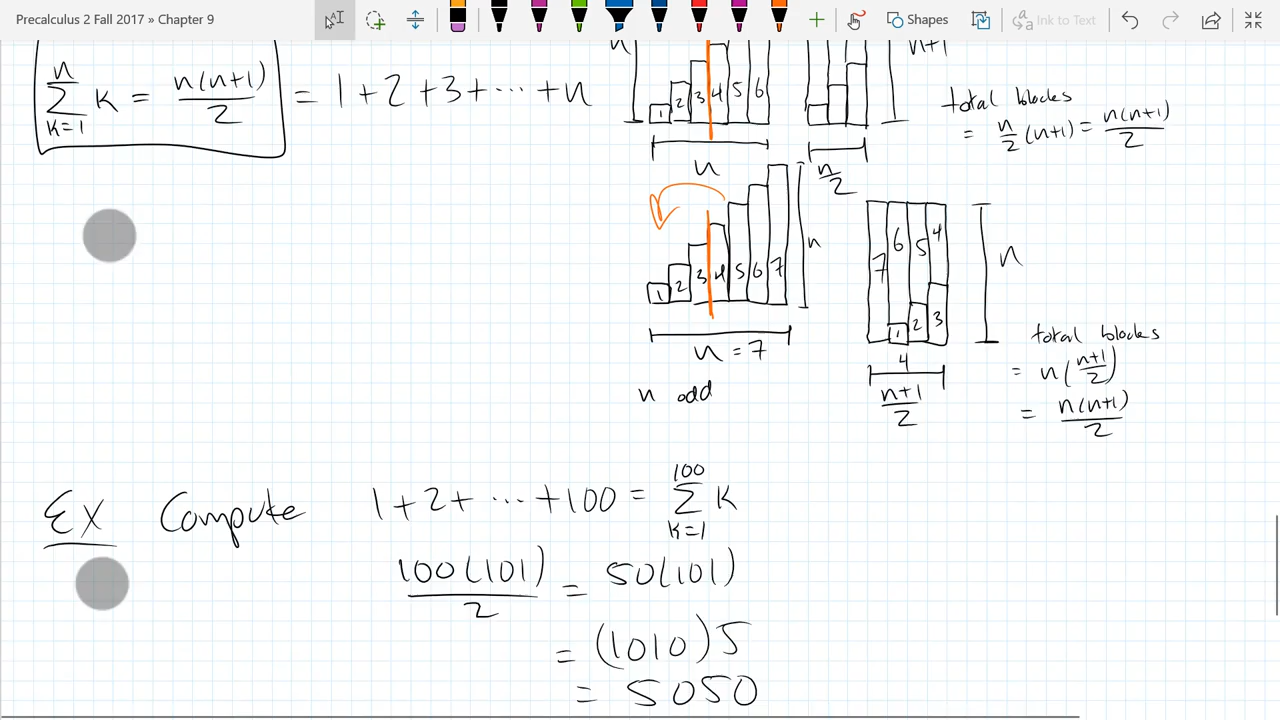 Precalculus 2 Fall 2017 » Chapter 9
Shapes
Ink to Text
n
∑ k = n(n+1)/2 = 1+2+3+⋯+n
k=1
n
1 2 3 4 5 6
n
n+1
n/2
total blocks
= n/2 (n+1) = n(n+1)/2
1 2 3 4 5 6 7
n
n = 7
n odd
7 6 5 4
1 2 3
n
4
n+1/2
total blocks
= n(n+1/2)
= n(n+1)/2
EX Compute 1+2+⋯+100 = ∑ k
100
k=1
100(101)/2 = 50(101)
= (1010)5
= 5050